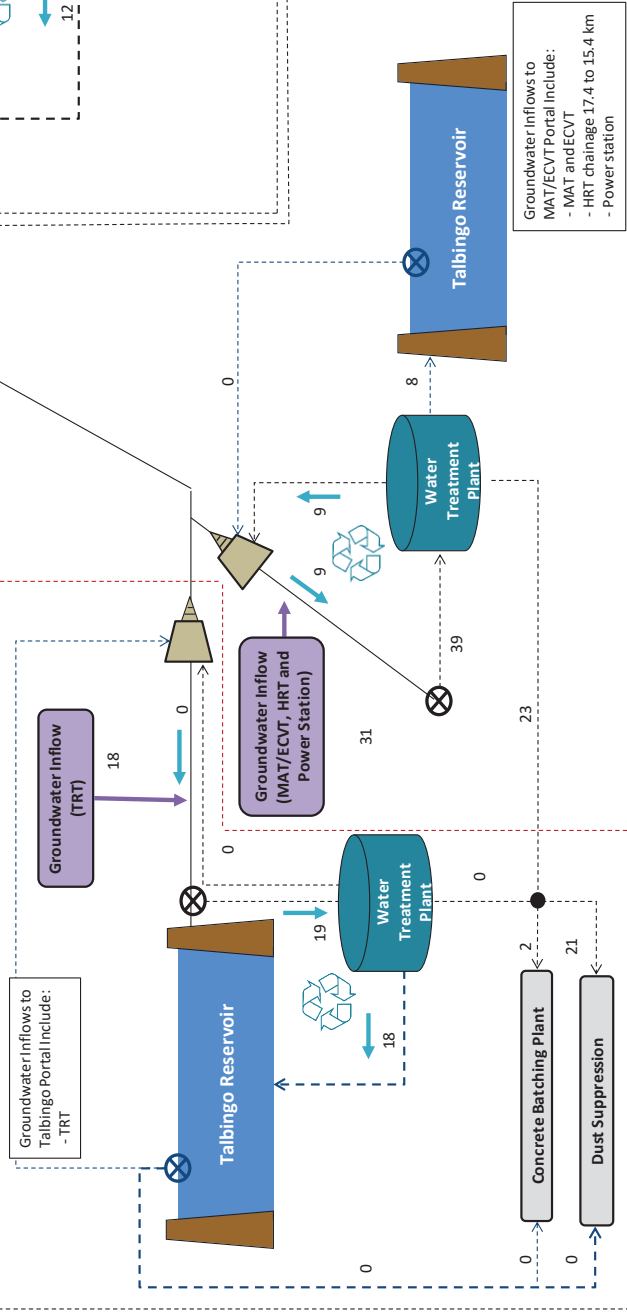 Groundwater Inflows to
Talbingo Portal Include:
- TRT
Groundwater Inflow
(TRT)
18
12
0
Talbingo Reservoir
0
0
19
18
Water
Treatment
Plant
Groundwater Inflow
(MAT/ECVT, HRT and
Power Station)
31
9
9
0
39
Water
Treatment
Plant
8
Talbingo Reservoir
0
0
0
2
21
23
Concrete Batching Plant
Dust Suppression
Groundwater Inflows to
MAT/ECVT Portal Include:
- MAT and ECVT
- HRT chainage 17.4 to 15.4 km
- Power station